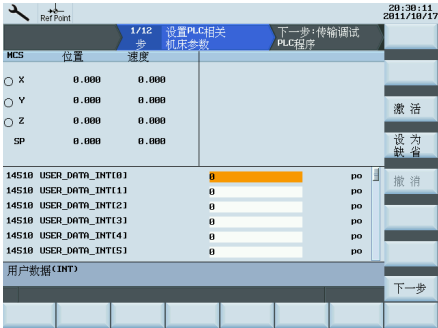 Ref Point
20:30:11
2011/10/17
1/12
步
设置PLC相关
机床参数
下一步:传输调试
PLC程序
MCS 位置 速度
X 0.000 0.000
Y 0.000 0.000
Z 0.000 0.000
SP 0.000 0.000
激 活
设 为
缺 省
撤 消
14510 USER_DATA_INT[0] 0 po
14510 USER_DATA_INT[1] 0 po
14510 USER_DATA_INT[2] 0 po
14510 USER_DATA_INT[3] 0 po
14510 USER_DATA_INT[4] 0 po
14510 USER_DATA_INT[5] 0 po
用户数据(INT)
下一步